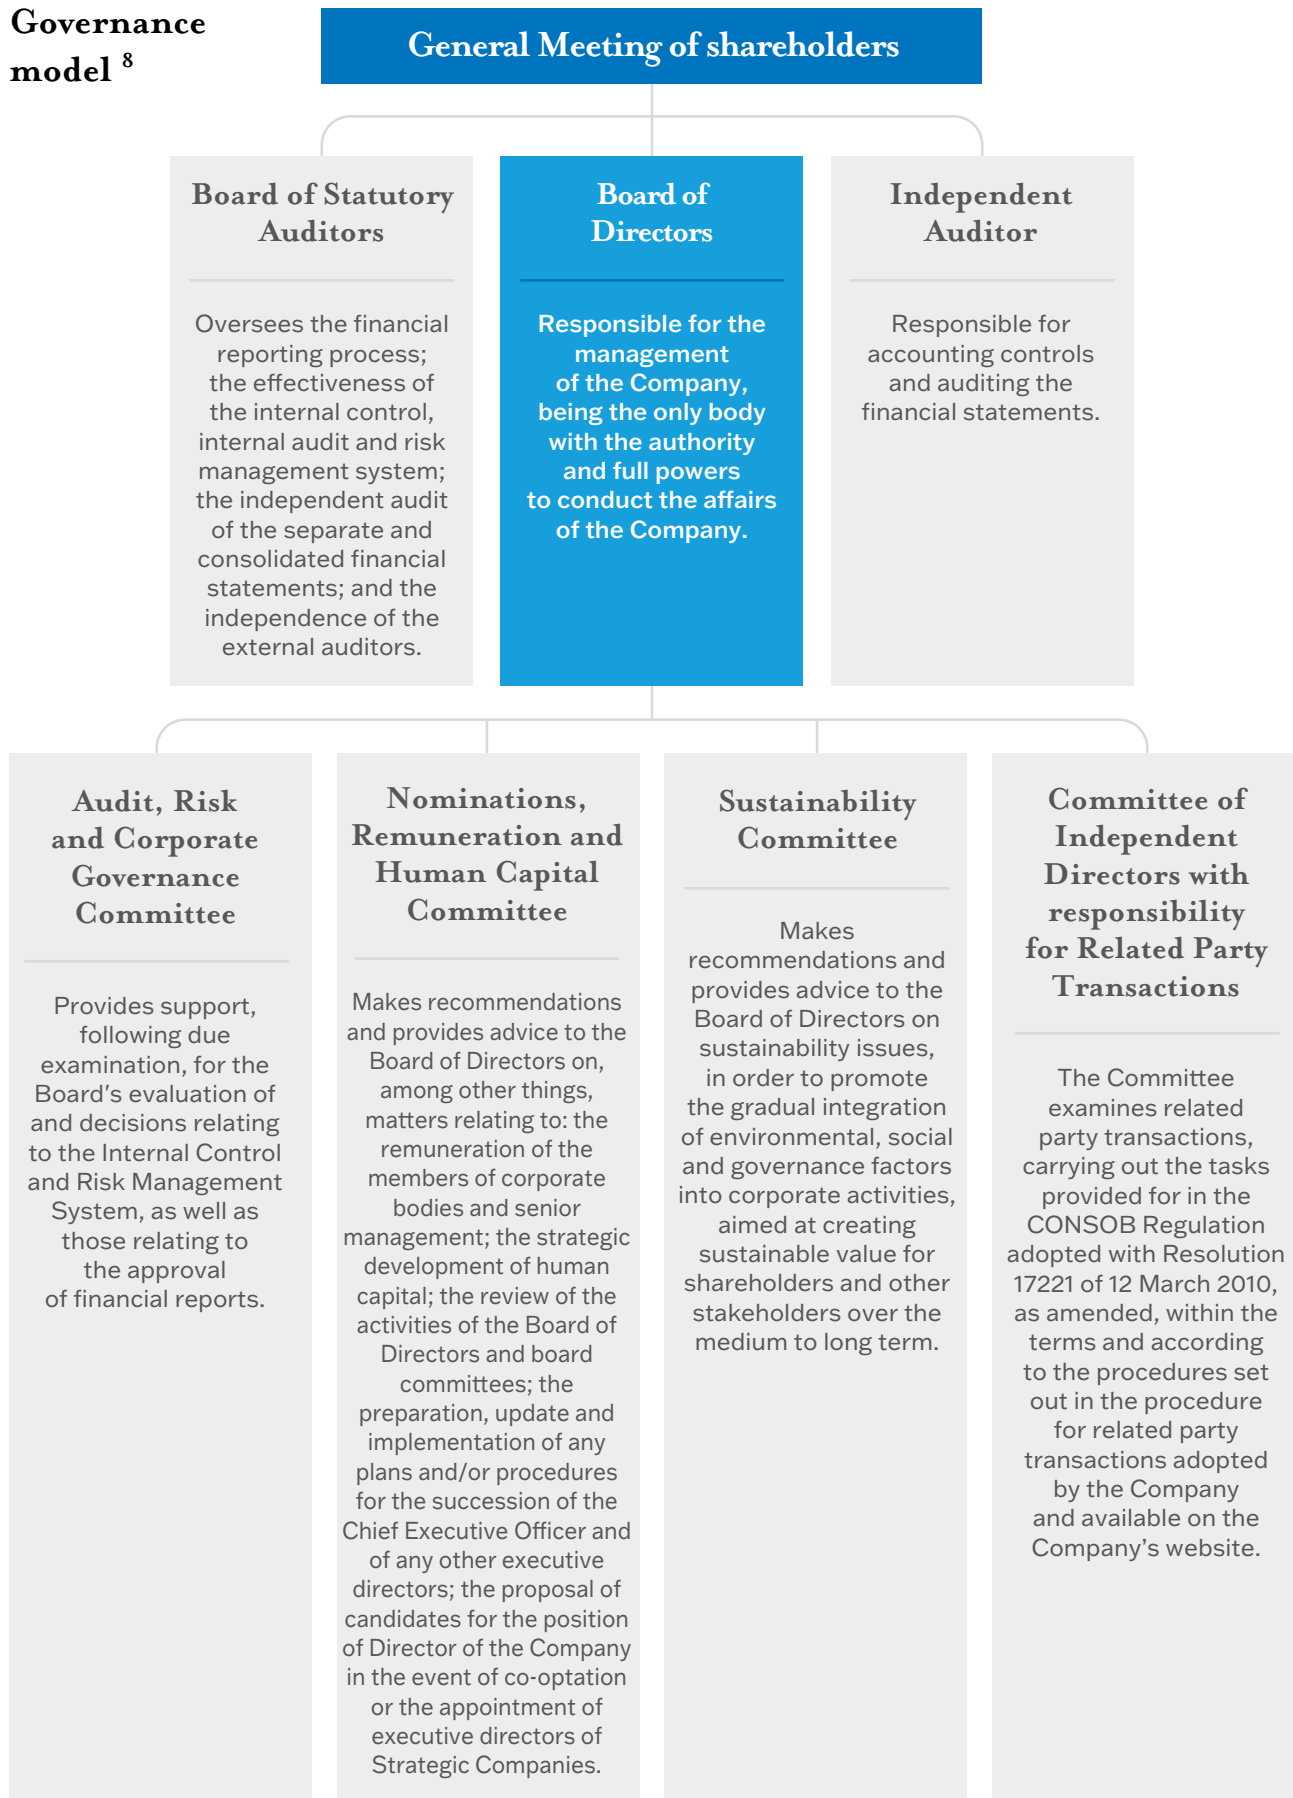 Governance
model 8
General Meeting of shareholders
Board of Statutory
Auditors
Oversees the financial
reporting process;
the effectiveness of
the internal control,
internal audit and risk
management system;
the independent audit
of the separate and
consolidated financial
statements; and the
independence of the
external auditors.
Board of
Directors
Responsible for the
management
of the Company,
being the only body
with the authority
and full powers
to conduct the affairs
of the Company.
Independent
Auditor
Responsible for
accounting controls
and auditing the
financial statements.
Audit, Risk
and Corporate
Governance
Committee
Provides support,
following due
examination, for the
Board's evaluation of
and decisions relating
to the Internal Control
and Risk Management
System, as well as
those relating to
the approval
of financial reports.
Nominations,
Remuneration and
Human Capital
Committee
Makes recommendations
and provides advice to the
Board of Directors on,
among other things,
matters relating to: the
remuneration of the
members of corporate
bodies and senior
management; the strategic
development of human
capital; the review of the
activities of the Board of
Directors and board
committees; the
preparation, update and
implementation of any
plans and/or procedures
for the succession of the
Chief Executive Officer and
of any other executive
directors; the proposal of
candidates for the position
of Director of the Company
in the event of co-optation
or the appointment of
executive directors of
Strategic Companies.
Sustainability
Committee
Makes
recommendations and
provides advice to the
Board of Directors on
sustainability issues,
in order to promote
the gradual integration
of environmental, social
and governance factors
into corporate activities,
aimed at creating
sustainable value for
shareholders and other
stakeholders over the
medium to long term.
Committee of
Independent
Directors with
responsibility
for Related Party
Transactions
The Committee
examines related
party transactions,
carrying out the tasks
provided for in the
CONSOB Regulation
adopted with Resolution
17221 of 12 March 2010,
as amended, within the
terms and according
to the procedures set
out in the procedure
for related party
transactions adopted
by the Company
and available on the
Company's website.